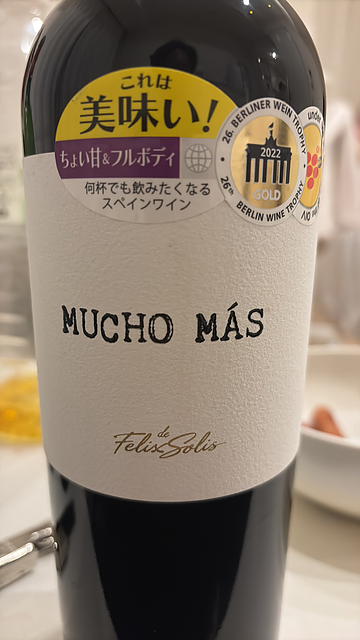 これは
美味い!
ちょい甘&フルボディ
何杯でも飲みたくなる
スペインワイン
26. BERLINER WEIN TROPHY
2022
GOLD
26th BERLIN WINE TROPHY
MUCHO MÁS
de
Felix Solis